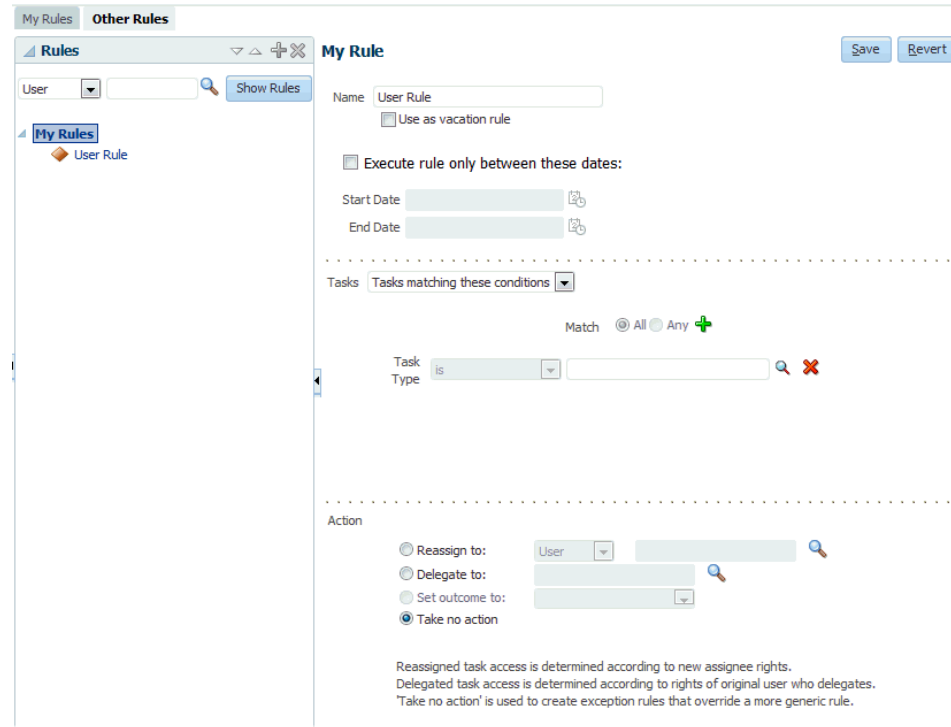 My Rules Other Rules
Rules
User Show Rules
My Rules
User Rule
My Rule Save Revert
Name User Rule
Use as vacation rule
Execute rule only between these dates:
Start Date
End Date
Tasks Tasks matching these conditions
Match All Any
Task Type is
Action
Reassign to: User
Delegate to:
Set outcome to:
Take no action
Reassigned task access is determined according to new assignee rights.
Delegated task access is determined according to rights of original user who delegates.
'Take no action' is used to create exception rules that override a more generic rule.